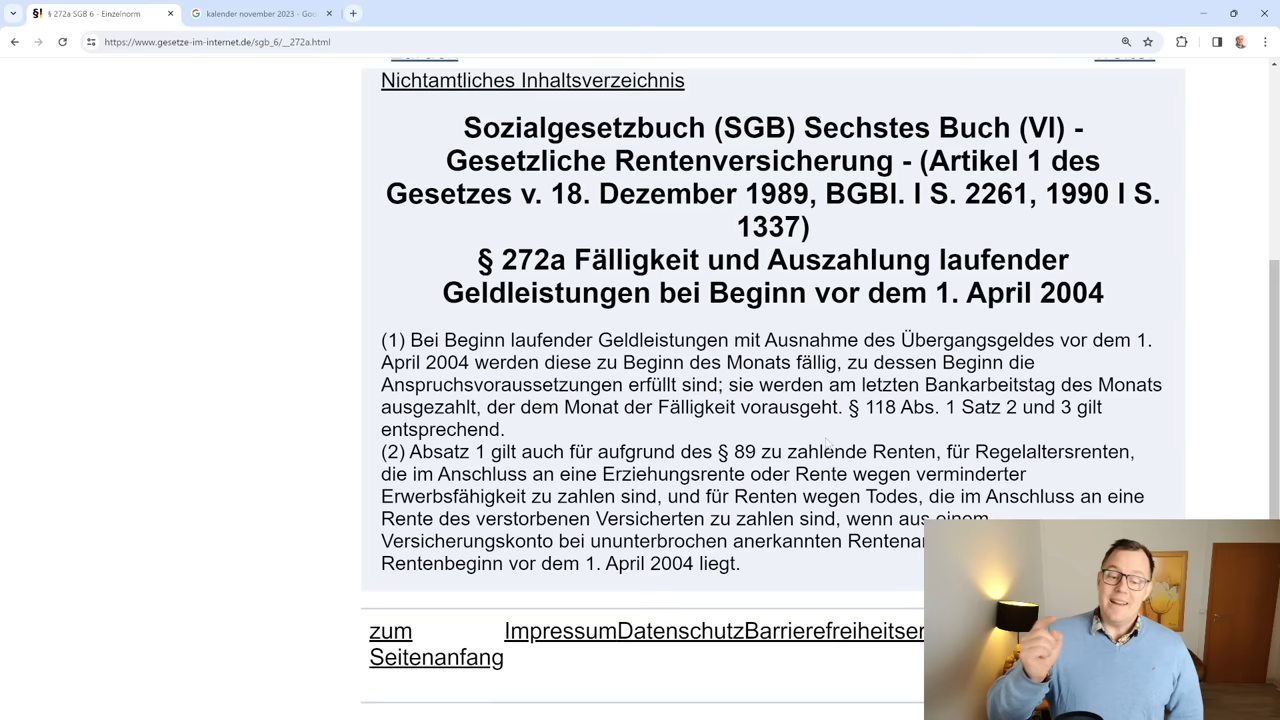 § 272a SGB 6 - Einzelnorm
kalender november 2023 - Goo
https://www.gesetze-im-internet.de/sgb_6/__272a.html
Nichtamtliches Inhaltsverzeichnis
Sozialgesetzbuch (SGB) Sechstes Buch (VI) -
Gesetzliche Rentenversicherung - (Artikel 1 des
Gesetzes v. 18. Dezember 1989, BGBl. I S. 2261, 1990 I S.
1337)
§ 272a Fälligkeit und Auszahlung laufender
Geldleistungen bei Beginn vor dem 1. April 2004
(1) Bei Beginn laufender Geldleistungen mit Ausnahme des Übergangsgeldes vor dem 1.
April 2004 werden diese zu Beginn des Monats fällig, zu dessen Beginn die
Anspruchsvoraussetzungen erfüllt sind; sie werden am letzten Bankarbeitstag des Monats
ausgezahlt, der dem Monat der Fälligkeit vorausgeht. § 118 Abs. 1 Satz 2 und 3 gilt
entsprechend.
(2) Absatz 1 gilt auch für aufgrund des § 89 zu zahlende Renten, für Regelaltersrenten,
die im Anschluss an eine Erziehungsrente oder Rente wegen verminderter
Erwerbsfähigkeit zu zahlen sind, und für Renten wegen Todes, die im Anschluss an eine
Rente des verstorbenen Versicherten zu zahlen sind, wenn aus einem
Versicherungskonto bei ununterbrochen anerkannten
Rentenbeginn vor dem 1. April 2004 liegt.
zum
Seitenanfang
Impressum
Datenschutz